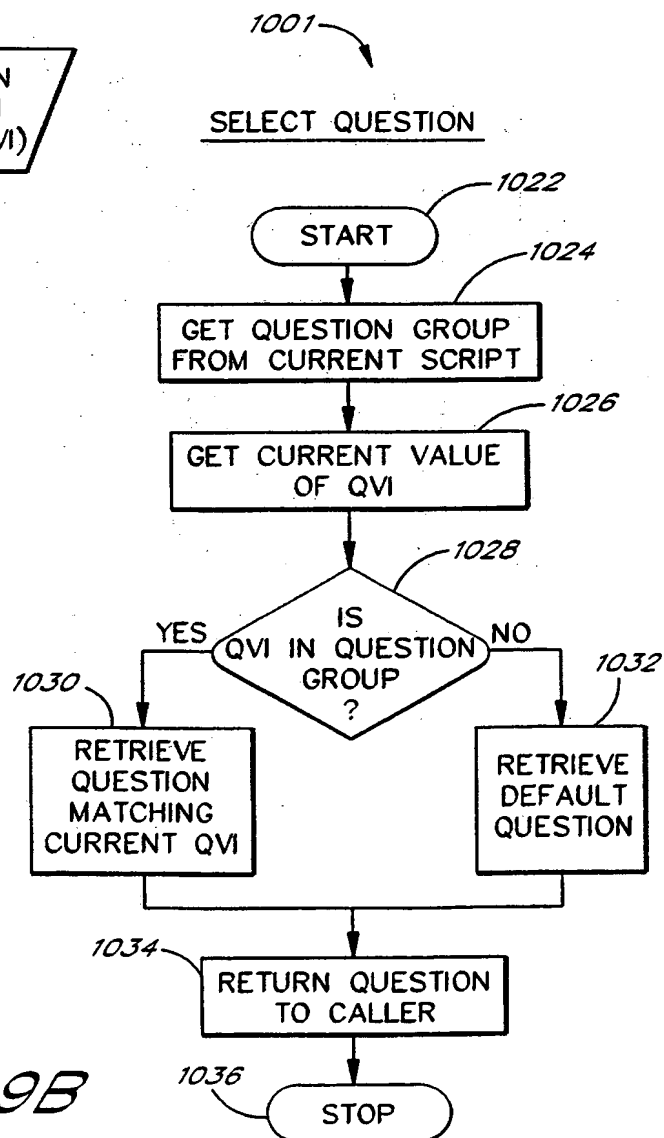 1001
N
VI)
SELECT QUESTION
1022
START
1024
GET QUESTION GROUP
FROM CURRENT SCRIPT
1026
GET CURRENT VALUE
OF QVI
1028
IS
QVI IN QUESTION
GROUP
?
YES
NO
1030
RETRIEVE
QUESTION
MATCHING
CURRENT QVI
1032
RETRIEVE
DEFAULT
QUESTION
1034
RETURN QUESTION
TO CALLER
1036
STOP
9B